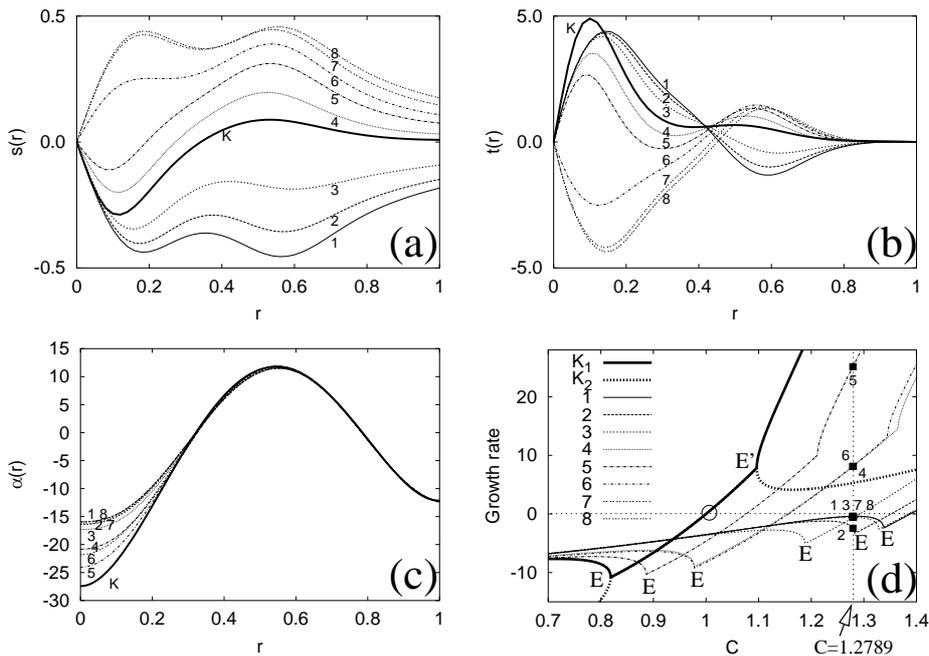 0.5
0.0
-0.5
s(r)
8
7
6
5
4
K
3
2
1
(a)
0 0.2 0.4 0.6 0.8 1
r
5.0
0.0
-5.0
t(r)
K
1
2
3
4
5
6
7
8
(b)
0 0.2 0.4 0.6 0.8 1
r
15
10
5
0
-5
-10
-15
-20
-25
-30
α(r)
1 8
2 7
3
4
6
5
K
(c)
0 0.2 0.4 0.6 0.8 1
r
20
10
0
-10
Growth rate
K1
K2
1
2
3
4
5
6
7
8
E'
5
6
4
1 3 7 8
2
E
E
E
E
E
E
(d)
0.7 0.8 0.9 1 1.1 1.2 1.3 1.4
C
C=1.2789